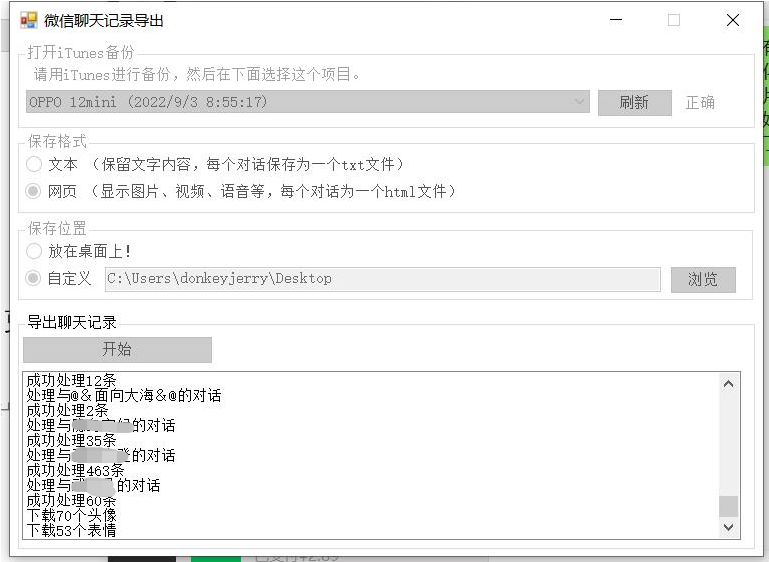 微信聊天记录导出
打开iTunes备份
请用iTunes进行备份，然后在下面选择这个项目。
OPPO 12mini (2022/9/3 8:55:17)
刷新
正确
保存格式
文本 （保留文字内容，每个对话保存为一个txt文件）
网页 （显示图片、视频、语音等，每个对话为一个html文件）
保存位置
放在桌面上!
自定义
C:\Users\donkeyjerry\Desktop
浏览
导出聊天记录
开始
成功处理12条
处理与@＆面向大海＆@的对话
成功处理2条
处理与 的对话
成功处理35条
处理与 的对话
成功处理463条
处理与 的对话
成功处理60条
下载70个头像
下载53个表情